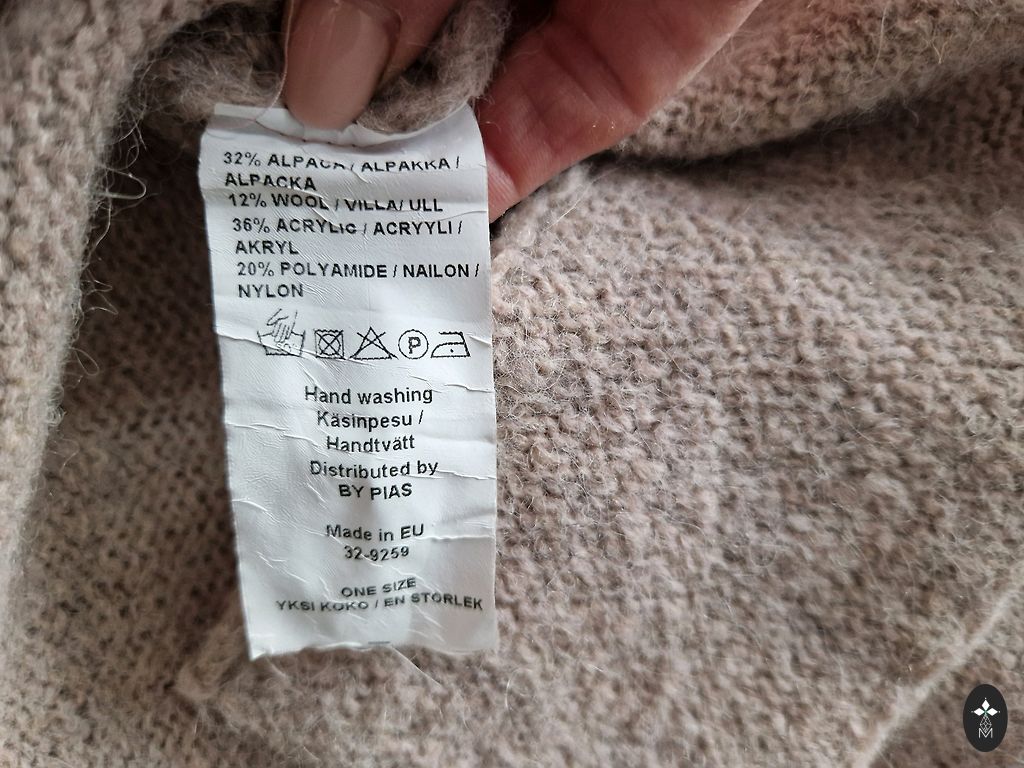 32% ALPACA / ALPAKKA /
ALPACKA
12% WOOL / VILLA/ ULL
36% ACRYLIC / ACRYYLI /
AKRYL
20% POLYAMIDE / NAILON /
NYLON
P
Hand washing
Käsinpesu /
Handtvätt
Distributed by
BY PIAS
Made in EU
32-9259
ONE SIZE
YKSI KOKO / EN STORLEK
M